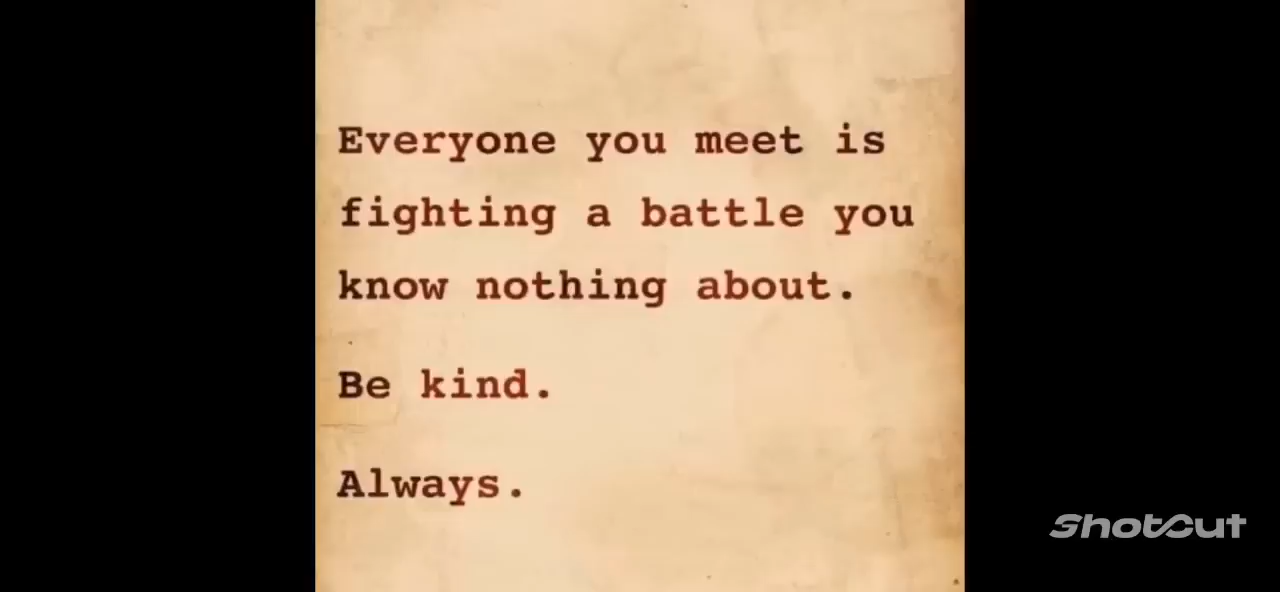 Everyone you meet is
fighting a battle you
know nothing about.
Be kind.
Always.
ShotCut